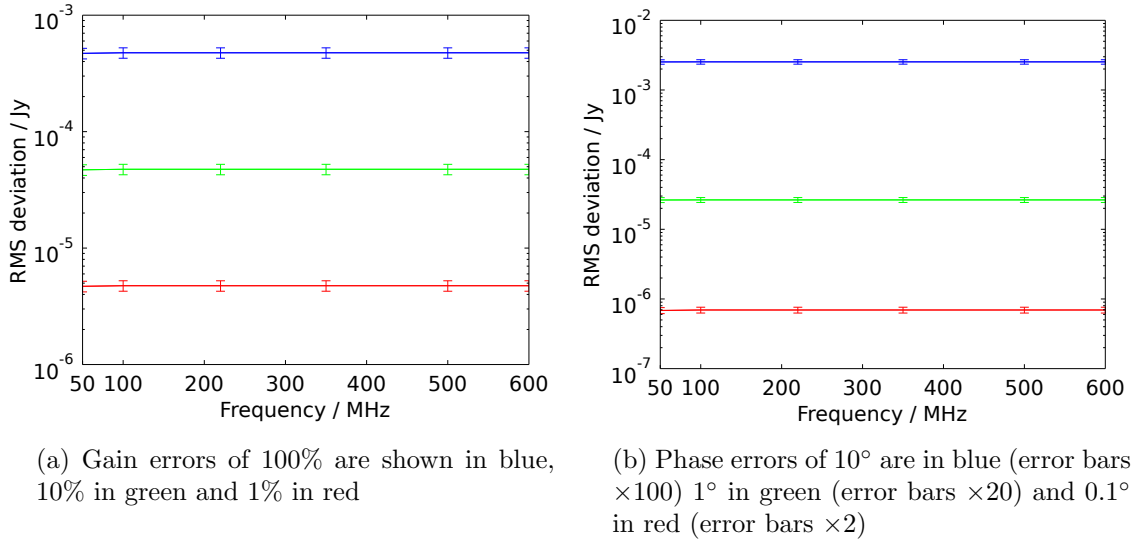 10⁻³
10⁻⁴
10⁻⁵
10⁻⁶
RMS deviation / Jy
50 100 200 300 400 500 600
Frequency / MHz
(a) Gain errors of 100% are shown in blue,
10% in green and 1% in red
10⁻²
10⁻³
10⁻⁴
10⁻⁵
10⁻⁶
10⁻⁷
RMS deviation / Jy
50 100 200 300 400 500 600
Frequency / MHz
(b) Phase errors of 10° are in blue (error bars
×100) 1° in green (error bars ×20) and 0.1°
in red (error bars ×2)